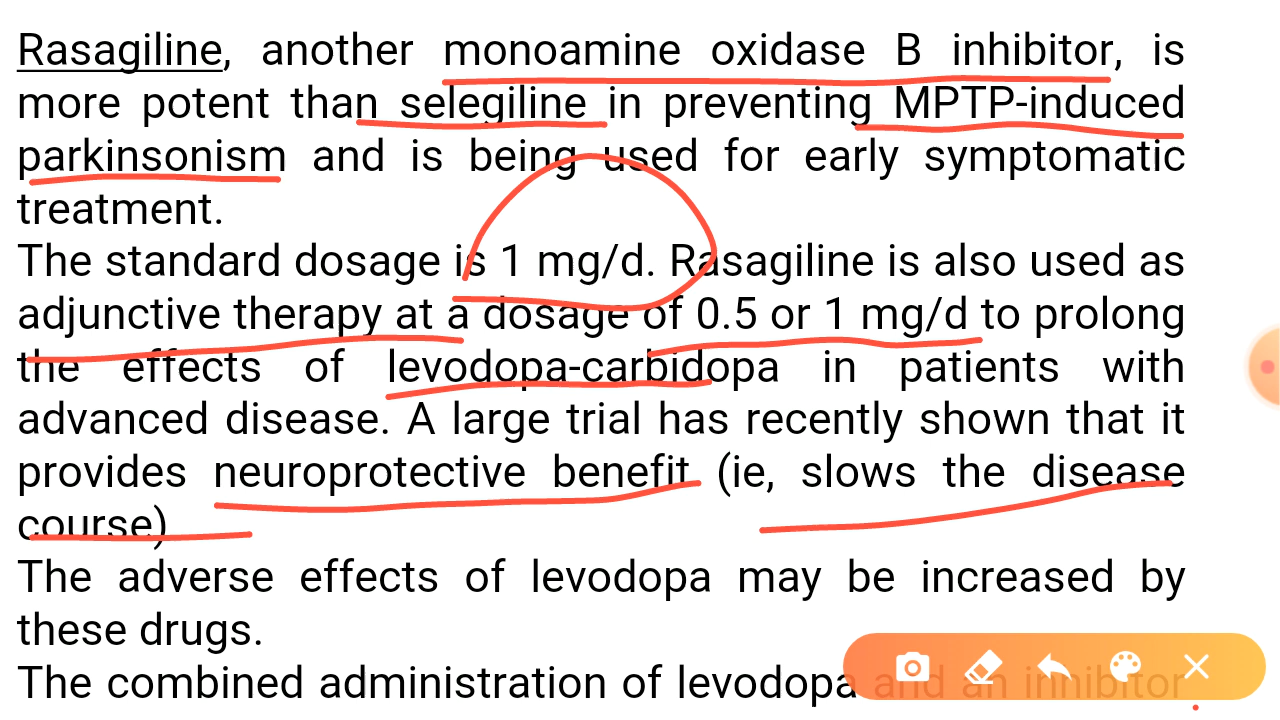 Rasagiline, another monoamine oxidase B inhibitor, is
more potent than selegiline in preventing MPTP-induced
parkinsonism and is being used for early symptomatic
treatment.
The standard dosage is 1 mg/d. Rasagiline is also used as
adjunctive therapy at a dosage of 0.5 or 1 mg/d to prolong
the effects of levodopa-carbidopa in patients with
advanced disease. A large trial has recently shown that it
provides neuroprotective benefit (ie, slows the disease
course)
The adverse effects of levodopa may be increased by
these drugs.
The combined administration of levodopa and an inhibitor